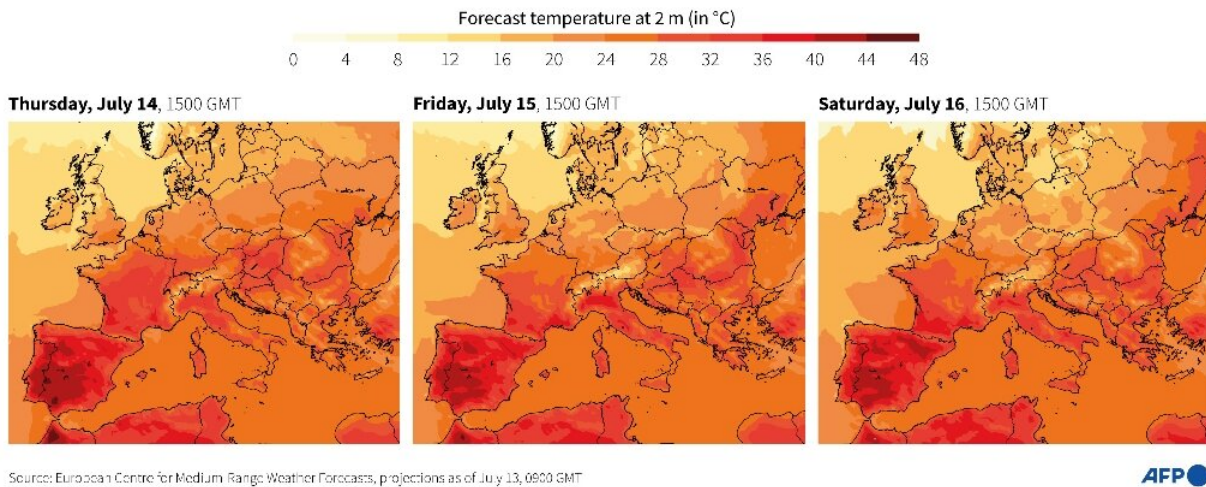 Forecast temperature at 2 m (in °C)
0 4 8 12 16 20 24 28 32 36 40 44 48
Thursday, July 14, 1500 GMT
Friday, July 15, 1500 GMT
Saturday, July 16, 1500 GMT
Source: European Centre for Medium-Range Weather Forecasts, projections as of July 13, 0900 GMT
AFP